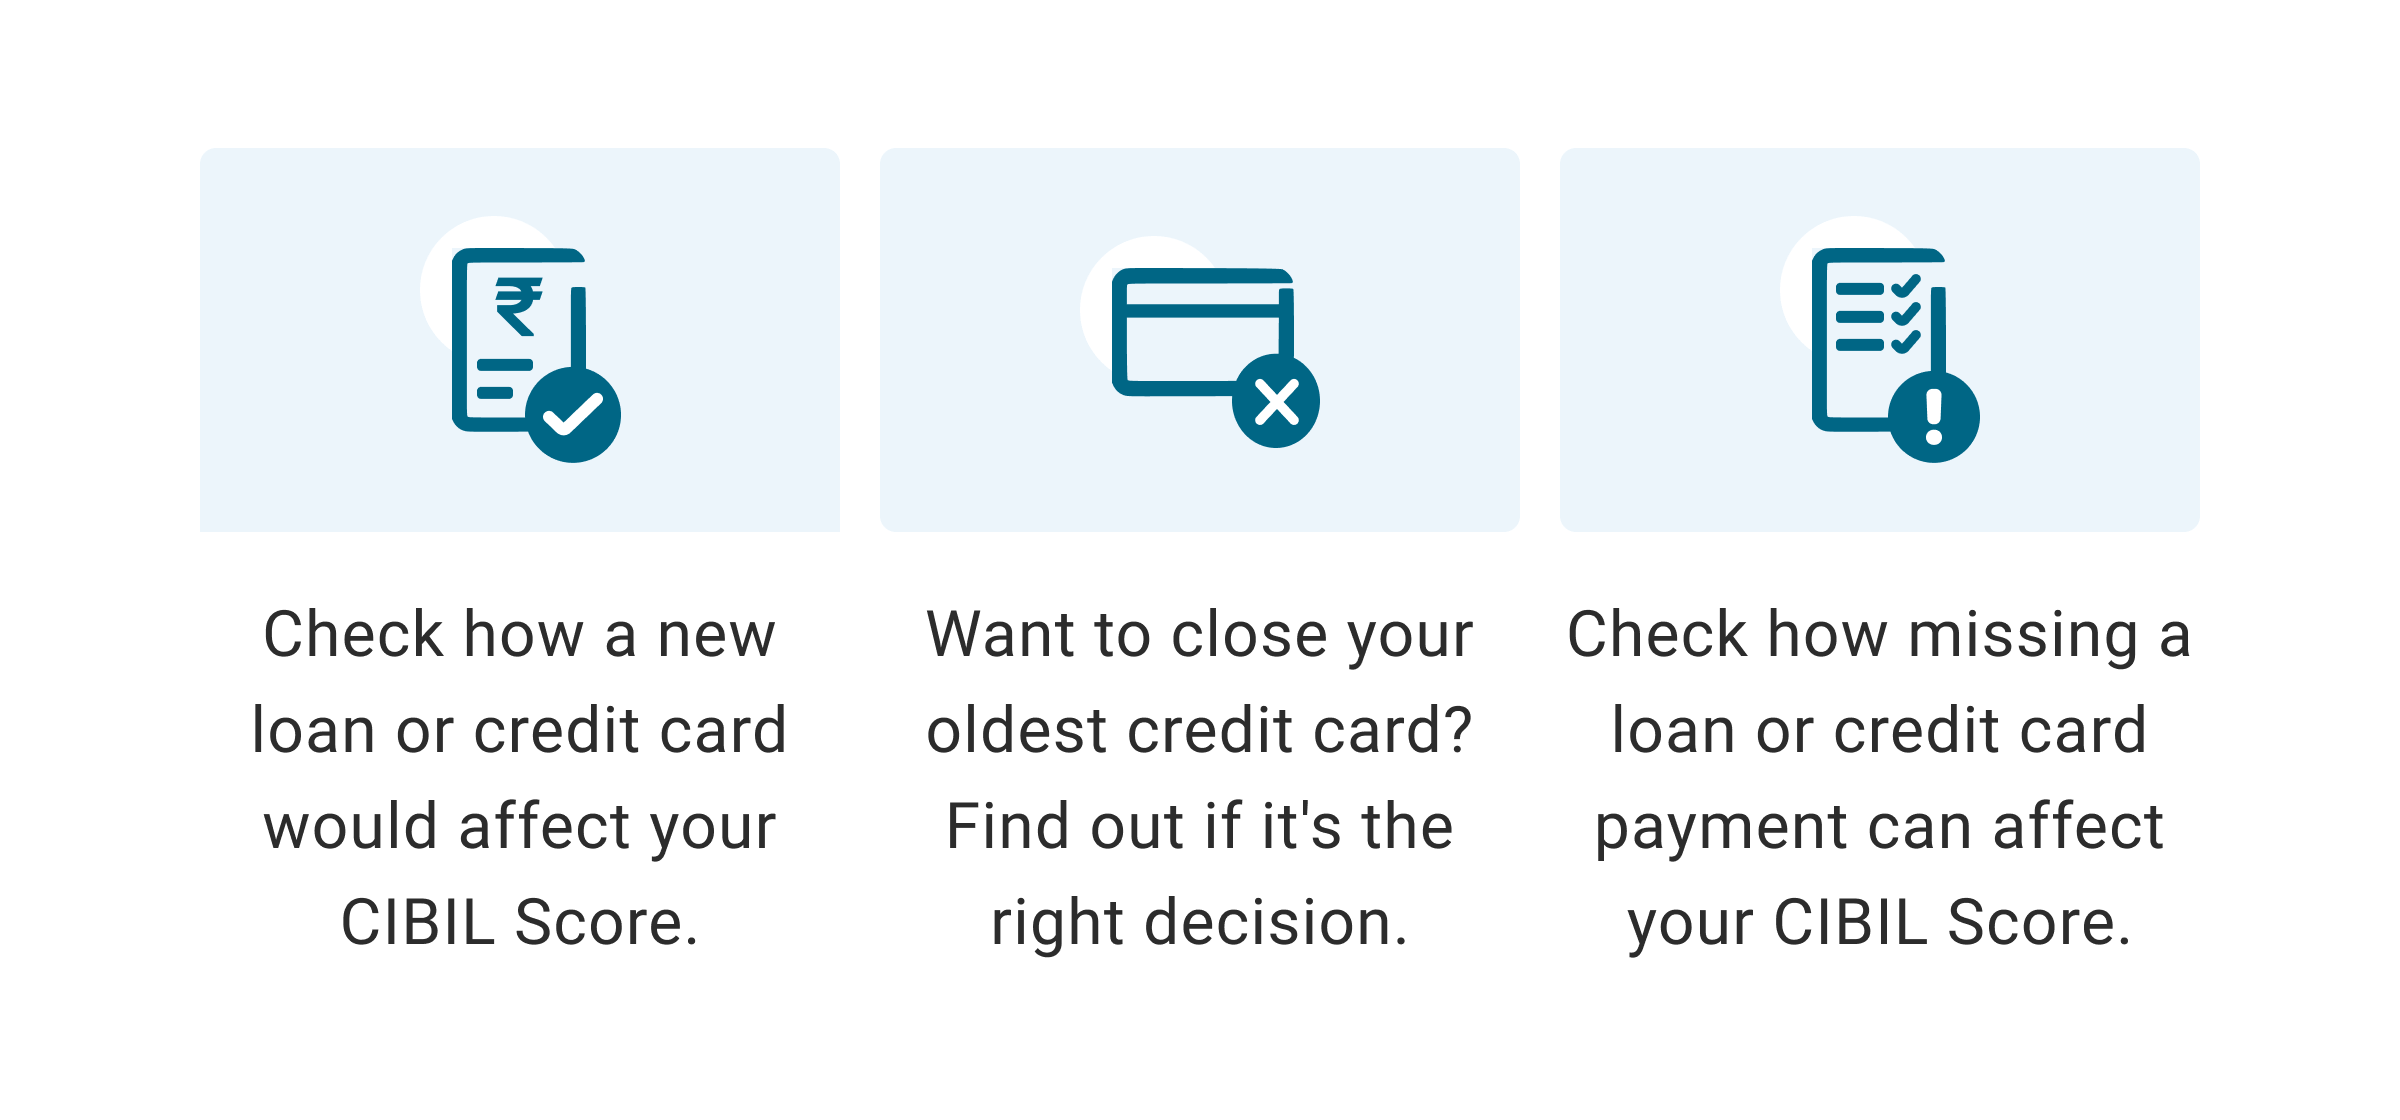 ₹
Check how a new
loan or credit card
would affect your
CIBIL Score.
Want to close your
oldest credit card?
Find out if it's the
right decision.
Check how missing a
loan or credit card
payment can affect
your CIBIL Score.